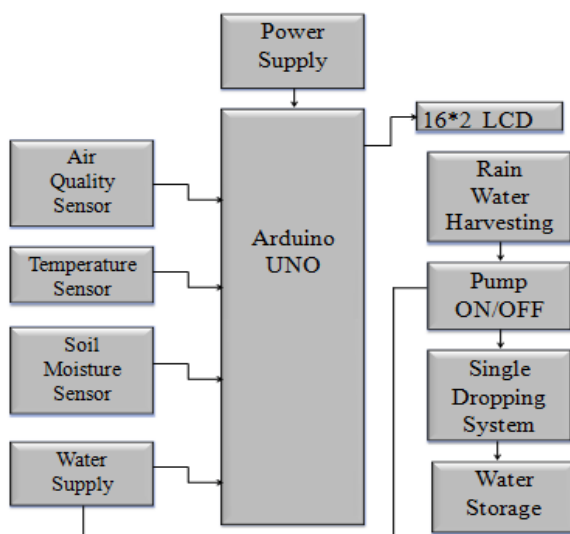 Power
Supply
16*2 LCD
Air
Quality
Sensor
Rain
Water
Harvesting
Arduino
UNO
Temperature
Sensor
Pump
ON/OFF
Soil
Moisture
Sensor
Single
Dropping
System
Water
Supply
Water
Storage